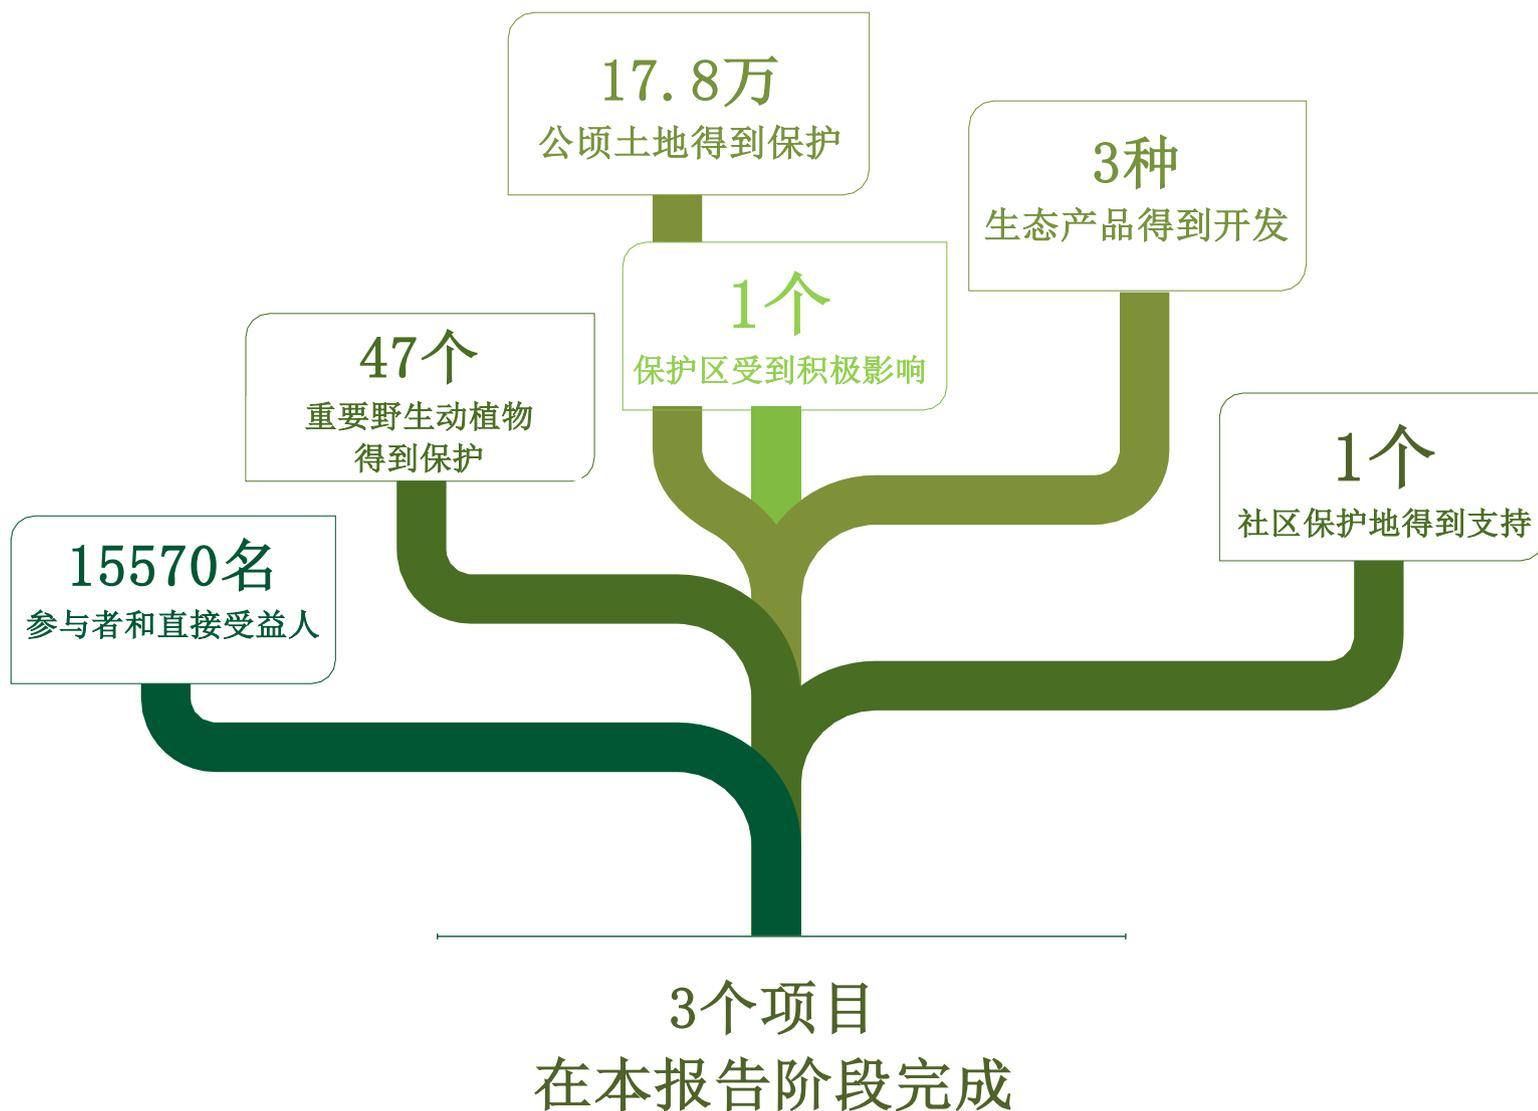 17.8万
公顷土地得到保护
3种
生态产品得到开发
1个
保护区受到积极影响
47个
重要野生动植物
得到保护
1个
社区保护地得到支持
15570名
参与者和直接受益人
3个项目
在本报告阶段完成